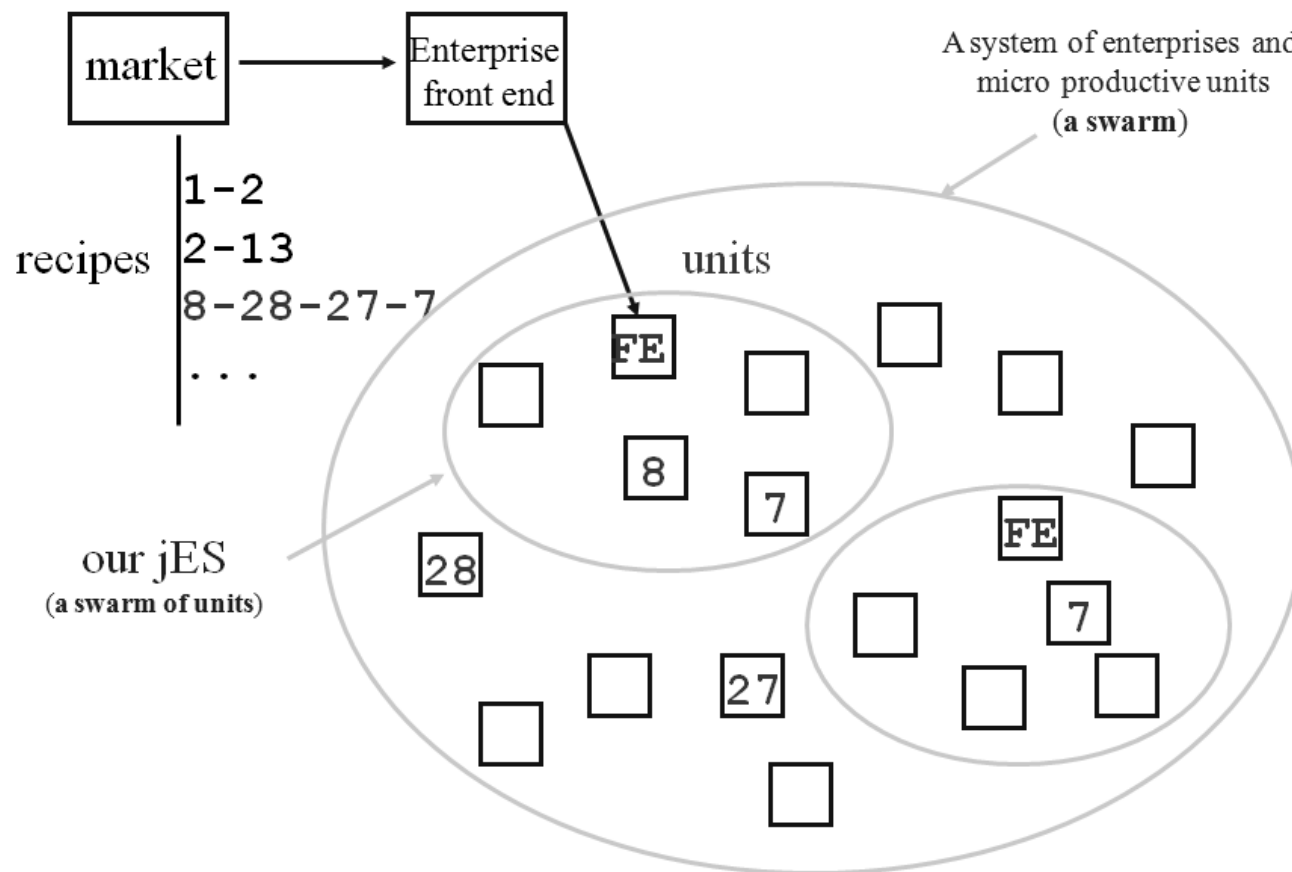 market
Enterprise
front end
A system of enterprises and
micro productive units
(a swarm)
recipes
1-2
2-13
8-28-27-7
...
units
FE
8
7
our jES
(a swarm of units)
28
27
FE
7